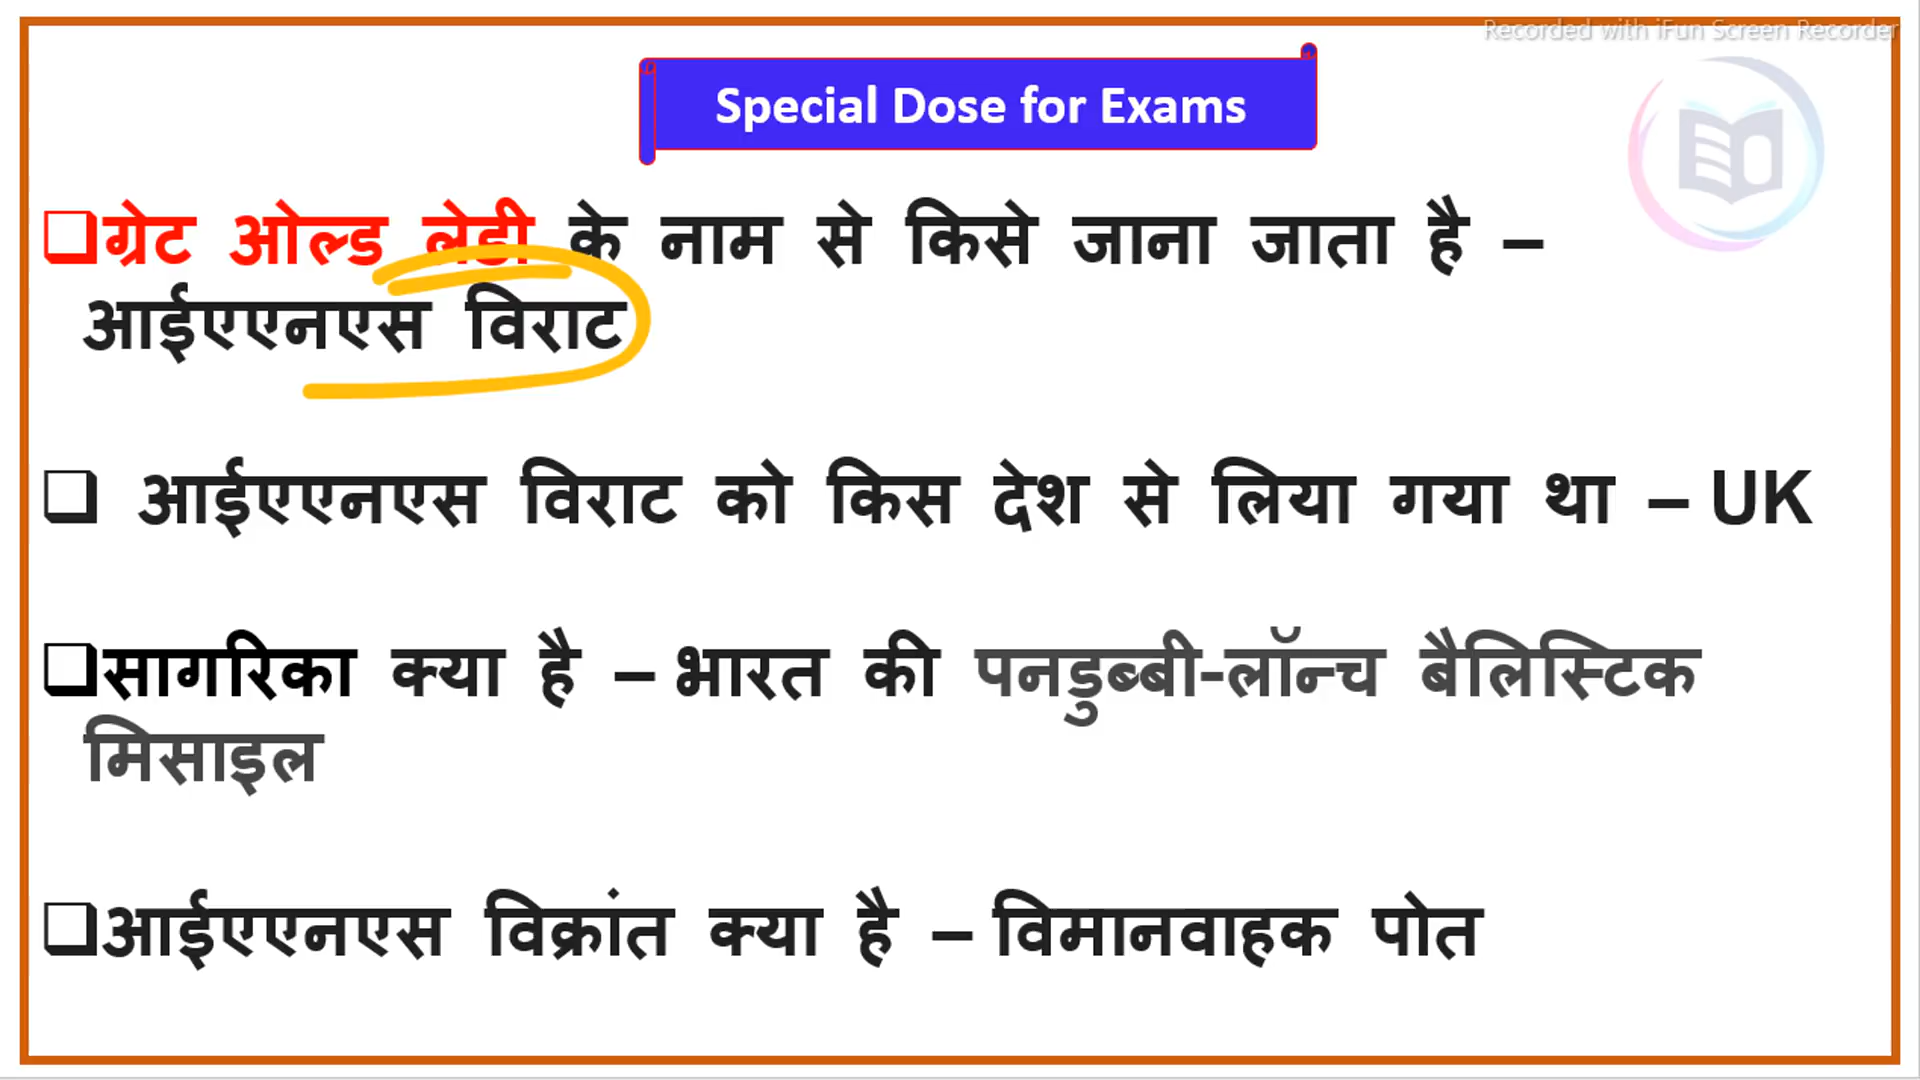 Recorded with iFun Screen Recorder
Special Dose for Exams
ग्रेट ओल्ड लेडी के नाम से किसे जाना जाता है –
आईएएनएस विराट
आईएएनएस विराट को किस देश से लिया गया था – UK
सागरिका क्या है – भारत की पनडुब्बी-लॉन्च बैलिस्टिक
मिसाइल
आईएएनएस विक्रांत क्या है – विमानवाहक पोत